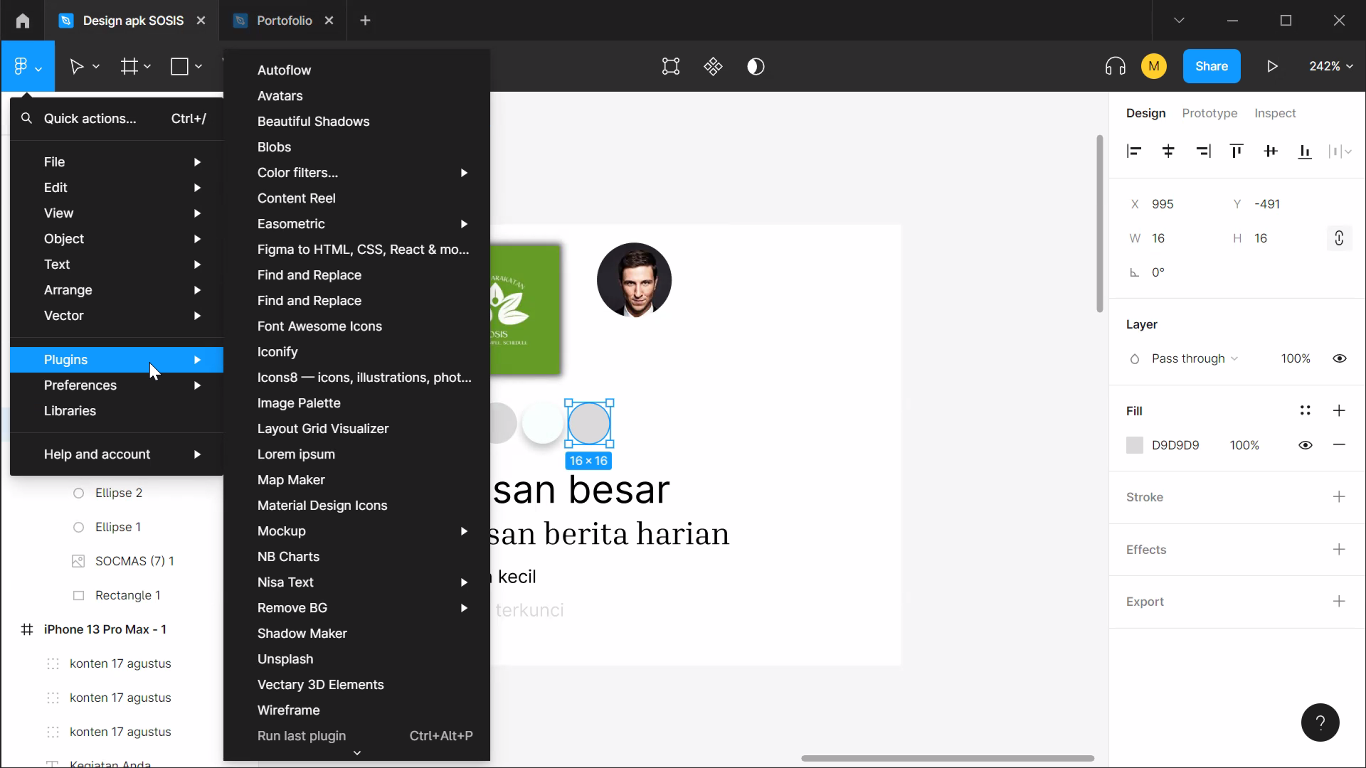 Design apk SOSIS
Portofolio
M
Share
242%
Quick actions...
Ctrl+/
File
Edit
View
Object
Text
Arrange
Vector
Plugins
Preferences
Libraries
Help and account
Ellipse 2
Ellipse 1
SOCMAS (7) 1
Rectangle 1
iPhone 13 Pro Max - 1
konten 17 agustus
konten 17 agustus
konten 17 agustus
Kegiatan Anda
Autoflow
Avatars
Beautiful Shadows
Blobs
Color filters...
Content Reel
Easometric
Figma to HTML, CSS, React & mo...
Find and Replace
Find and Replace
Font Awesome Icons
Iconify
Icons8 — icons, illustrations, phot...
Image Palette
Layout Grid Visualizer
Lorem ipsum
Map Maker
Material Design Icons
Mockup
NB Charts
Nisa Text
Remove BG
Shadow Maker
Unsplash
Vectary 3D Elements
Wireframe
Run last plugin
Ctrl+Alt+P
16 × 16
san besar
san berita harian
kecil
terkunci
Design
Prototype
Inspect
X 995
Y -491
W 16
H 16
0°
Layer
Pass through
100%
Fill
D9D9D9
100%
Stroke
Effects
Export
?